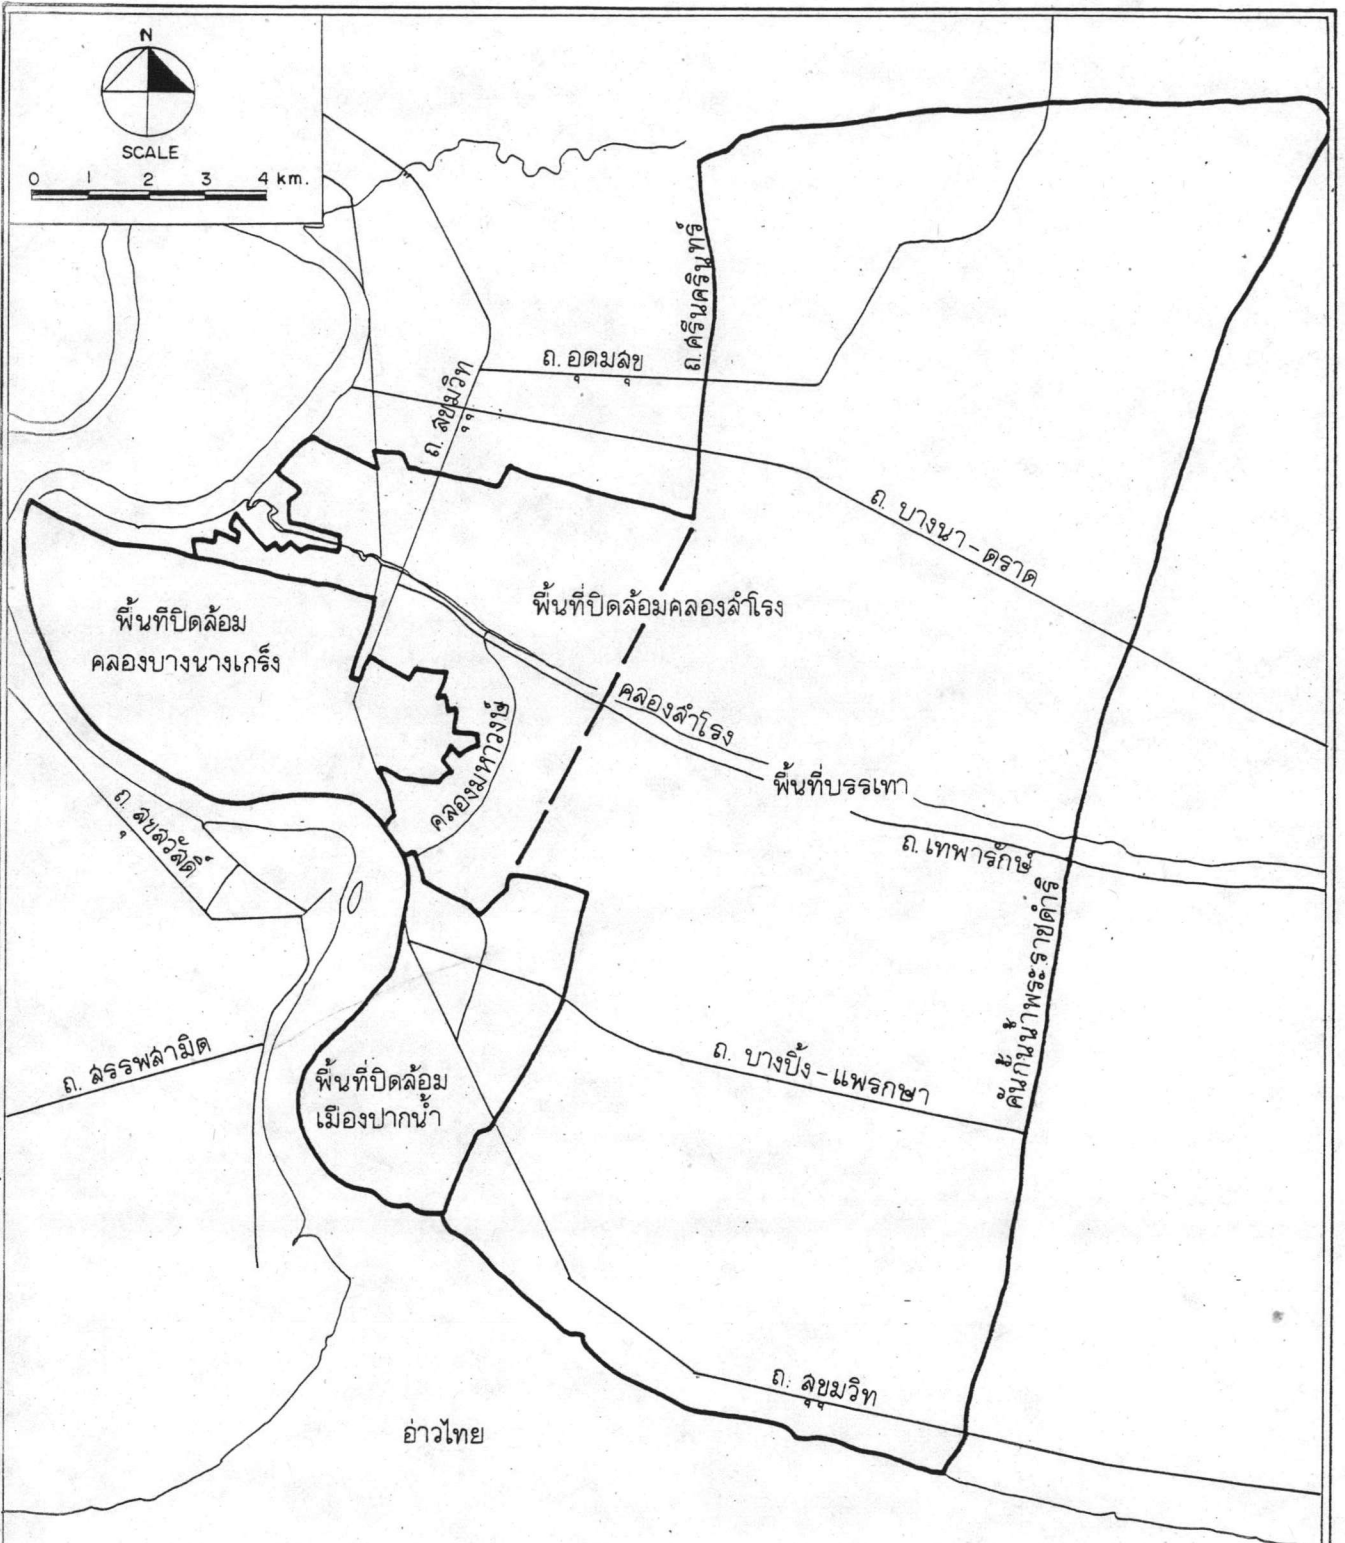 N
SCALE
0 1 2 3 4 km.
ถ. ศรีนครินทร์
ถ. อุดมสุข
ถ. สุขุมวิท
ถ. บางนา - ตราด
พื้นที่ปิดล้อมคลองสำโรง
พื้นที่ปิดล้อม
คลองบางนางเกร็ง
คลองสำโรง
คลองมหาวงษ์
พื้นที่บรรเทา
ถ. สุขสวัสดิ์
ถ. เทพารักษ์
คันกั้นน้ำพระราชดำริ
ถ. สรรพสามิต
ถ. บางปิ้ง - แพรกษา
พื้นที่ปิดล้อม
เมืองปากน้ำ
ถ. สุขุมวิท
อ่าวไทย